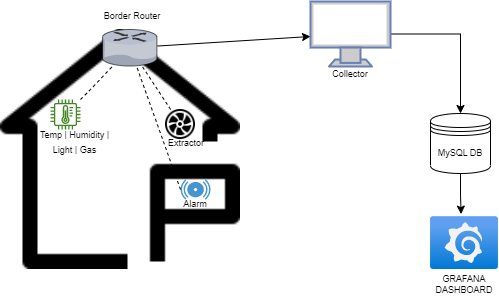 Border Router
Collector
Temp | Humidity |
Light | Gas
Extractor
Alarm
MySQL DB
GRAFANA
DASHBOARD